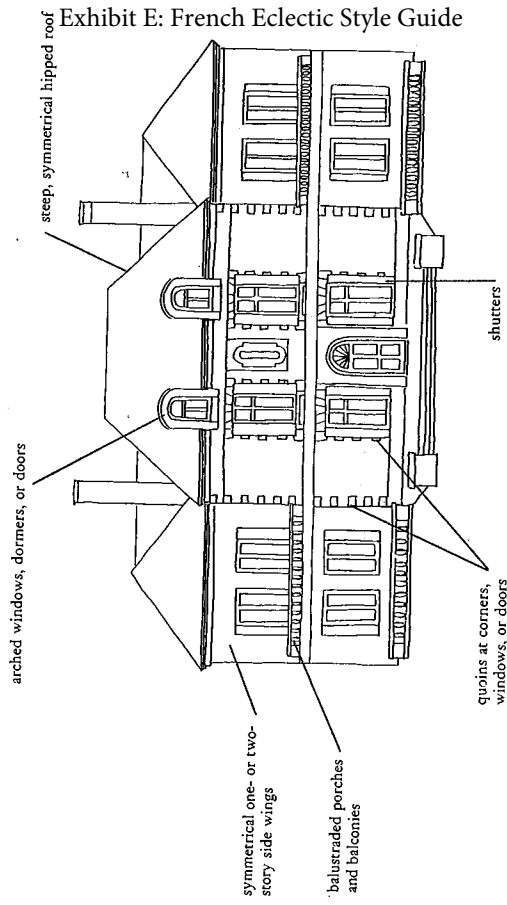 Exhibit E: French Eclectic Style Guide
steep, symmetrical hipped roof
arched windows, dormers, or doors
shutters
quoins at corners,
windows, or doors
symmetrical one- or two-
story side wings
balustraded porches
and balconies